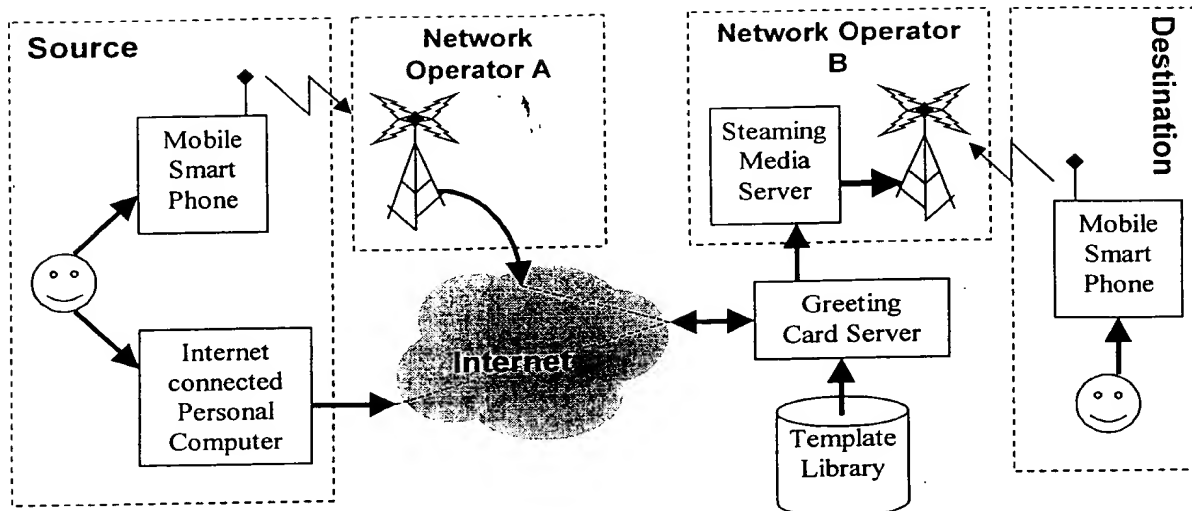 Source
Mobile
Smart
Phone
Internet
connected
Personal
Computer
Network
Operator A
Internet
Network Operator
B
Steaming
Media
Server
Greeting
Card Server
Template
Library
Destination
Mobile
Smart
Phone